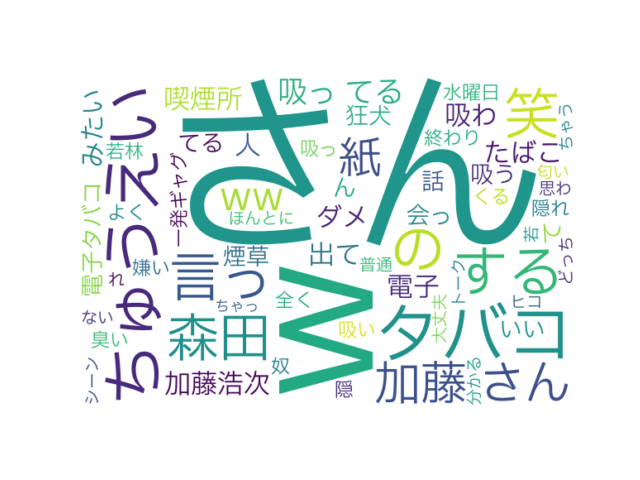 さん
w
ちゅうえい
タバコ
する
森田
言っ
加藤さん
笑
の
紙
ww
加藤浩次
喫煙所
吸っ
てる
狂犬
水曜日
吸わ
ちゃう
みたい
若林
てる
人
吸っ
終わり
たばこ
一発ギャグ
ん
話
吸う
匂い
電子タバコ
よく
ほんとに
ダメ
会っ
くる
思わ
隠れ
れ
嫌い
煙草
出て
普通
電子
トーク
若
て
どっち
ない
臭い
ちゃっ
全く
吸い
大丈夫
ヒコ
いい
シーン
奴
隠
分かる